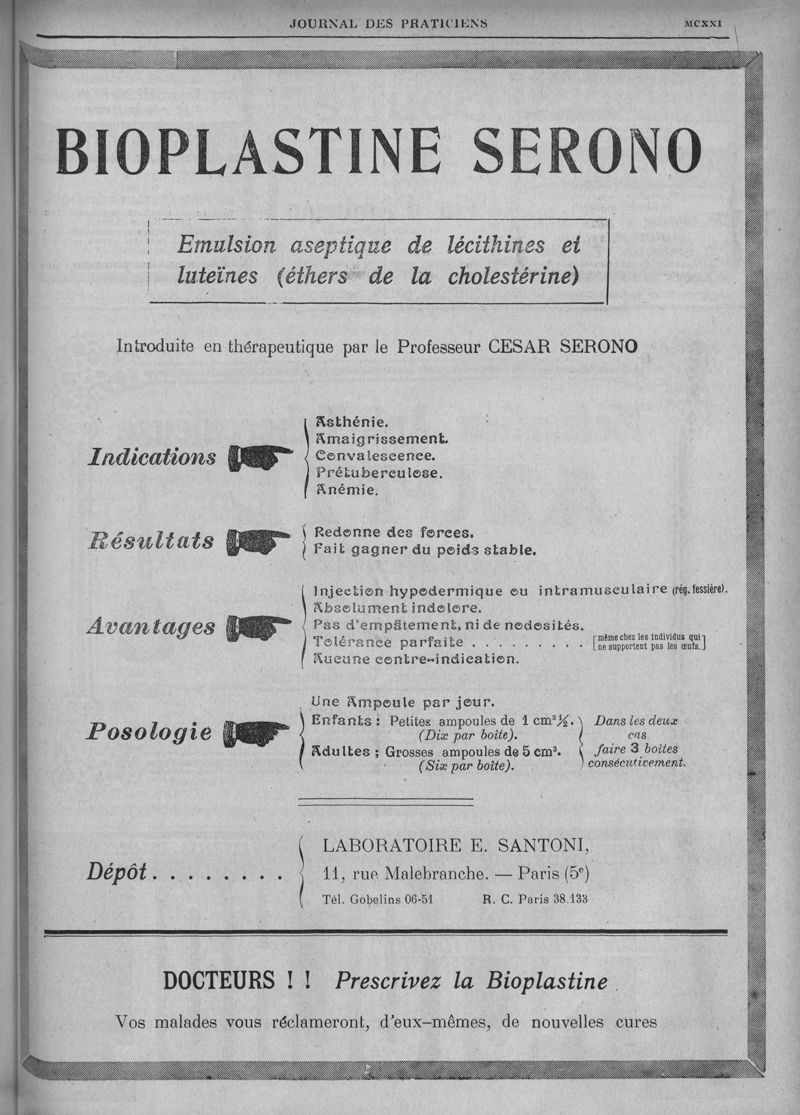 JOURNAL DES PRATICIENS MCXXI
BIOPLASTINE SERONO
Emulsion aseptique de lécithines et
luteïnes (éthers de la cholestérine)
Introduite en thérapeutique par le Professeur CESAR SERONO
Indications
Asthénie.
Amaigrissement.
Convalescence.
Prétuberculose.
Anémie.
Résultats
Redonne des forces.
Fait gagner du poids stable.
Avantages
Injection hypodermique ou intramusculaire (rég. fessière).
Absolument indolore.
Pas d'empâtement, ni de nodosités.
Tolérance parfaite . . . . . . . . . [même chez les individus qui
ne supportent pas les œufs.]
Aucune contre-indication.
Posologie
Une Ampoule par jour.
Enfants : Petites ampoules de 1 cm³ ½.
(Dix par boîte).
Adultes ; Grosses ampoules de 5 cm³.
(Six par boîte).
Dans les deux
cas
faire 3 boîtes
consécutivement.
Dépôt . . . . . . . .
LABORATOIRE E. SANTONI,
11, rue Malebranche. — Paris (5e)
Tél. Gobelins 06-51 R. C. Paris 38.133
DOCTEURS ! ! Prescrivez la Bioplastine
Vos malades vous réclameront, d'eux-mêmes, de nouvelles cures